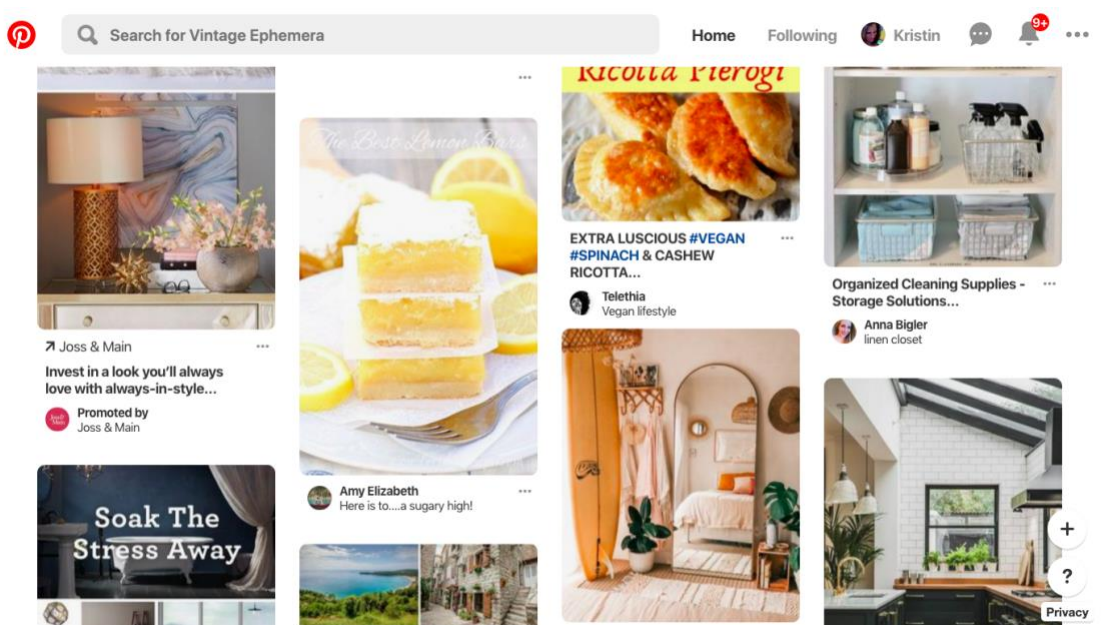 Search for Vintage Ephemera
Home
Following
Kristin
9+
Joss & Main
Invest in a look you'll always
love with always-in-style...
Promoted by
Joss & Main
Soak The
Stress Away
The Best Lemon Bars
Amy Elizabeth
Here is to....a sugary high!
Ricotta Pierogi
EXTRA LUSCIOUS #VEGAN
#SPINACH & CASHEW
RICOTTA...
Telethia
Vegan lifestyle
Organized Cleaning Supplies -
Storage Solutions...
Anna Bigler
linen closet
+
?
Privacy